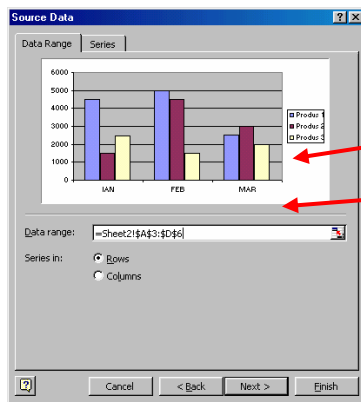 Source Data
Data Range Series
6000
5000
4000
3000
2000
1000
0
IAN FEB MAR
Produs 1
Produs 2
Produs 3
Data range: =Sheet2!$A$3:$D$6
Series in: Rows
Columns
Cancel < Back Next > Finish